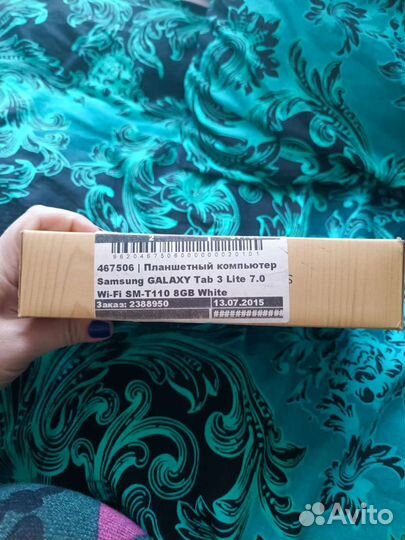 9620467506000000020101
467506 | Планшетный компьютер
Samsung GALAXY Tab 3 Lite 7.0
Wi-Fi SM-T110 8GB White
Заказ: 2388950 13.07.2015
##############
Avito